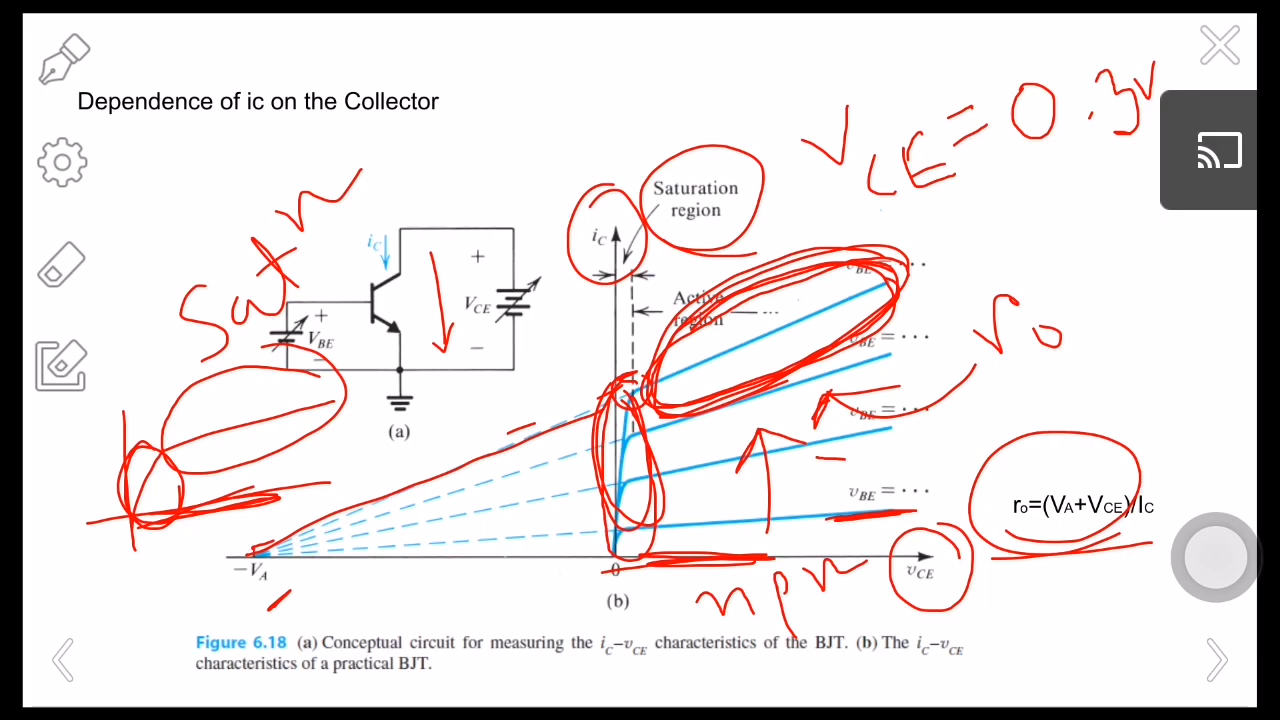 Dependence of ic on the Collector
V CE = 0.3V
Saturation
region
Satn
iC
iC
+
VCE
−
+
VBE
−
Active
region
vBE = · · ·
vBE = · · ·
vBE = · · ·
vBE = · · ·
ro
ro=(VA+VCE)/IC
−VA
0
vCE
npn
(a)
(b)
Figure 6.18 (a) Conceptual circuit for measuring the iC–vCE characteristics of the BJT. (b) The iC–vCE
characteristics of a practical BJT.